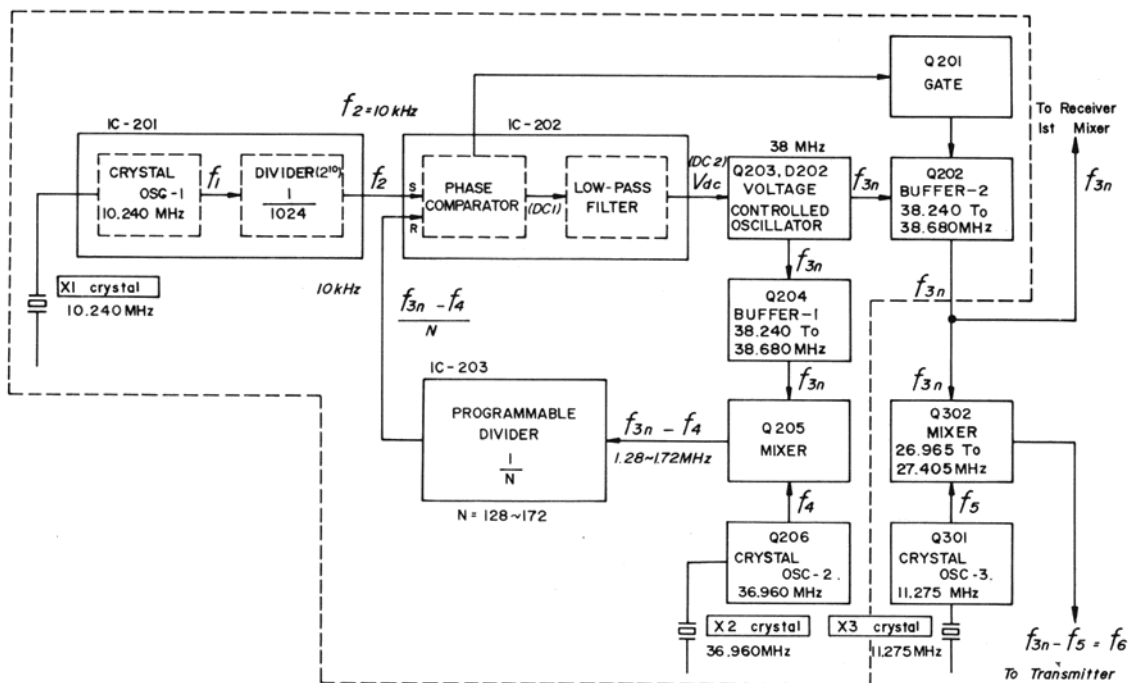 Q201
GATE
f2 = 10 kHz
To Receiver
1st Mixer
IC-201
IC-202
38 MHz
CRYSTAL
OSC-1
10.240 MHz
f1
DIVIDER(2^10)
1
1024
f2
S
R
PHASE
COMPARATOR
(DC1)
LOW-PASS
FILTER
(DC2)
Vdc
Q203, D202
VOLTAGE
CONTROLLED
OSCILLATOR
f3n
Q202
BUFFER-2
38.240 To
38.680MHz
f3n
X1 crystal
10.240 MHz
10 kHz
f3n
f3n
f3n - f4
N
Q204
BUFFER-1
38.240 To
38.680 MHz
IC-203
f3n
f3n
PROGRAMMABLE
DIVIDER
1
N
f3n - f4
1.28~1.72MHz
Q205
MIXER
Q302
MIXER
26.965 To
27.405MHz
N = 128~172
f4
f5
Q206
CRYSTAL
OSC-2.
36.960 MHz
Q301
CRYSTAL
OSC-3.
11.275 MHz
X2 crystal
36.960MHz
X3 crystal
11.275MHz
f3n - f5 = f6
To Transmitter